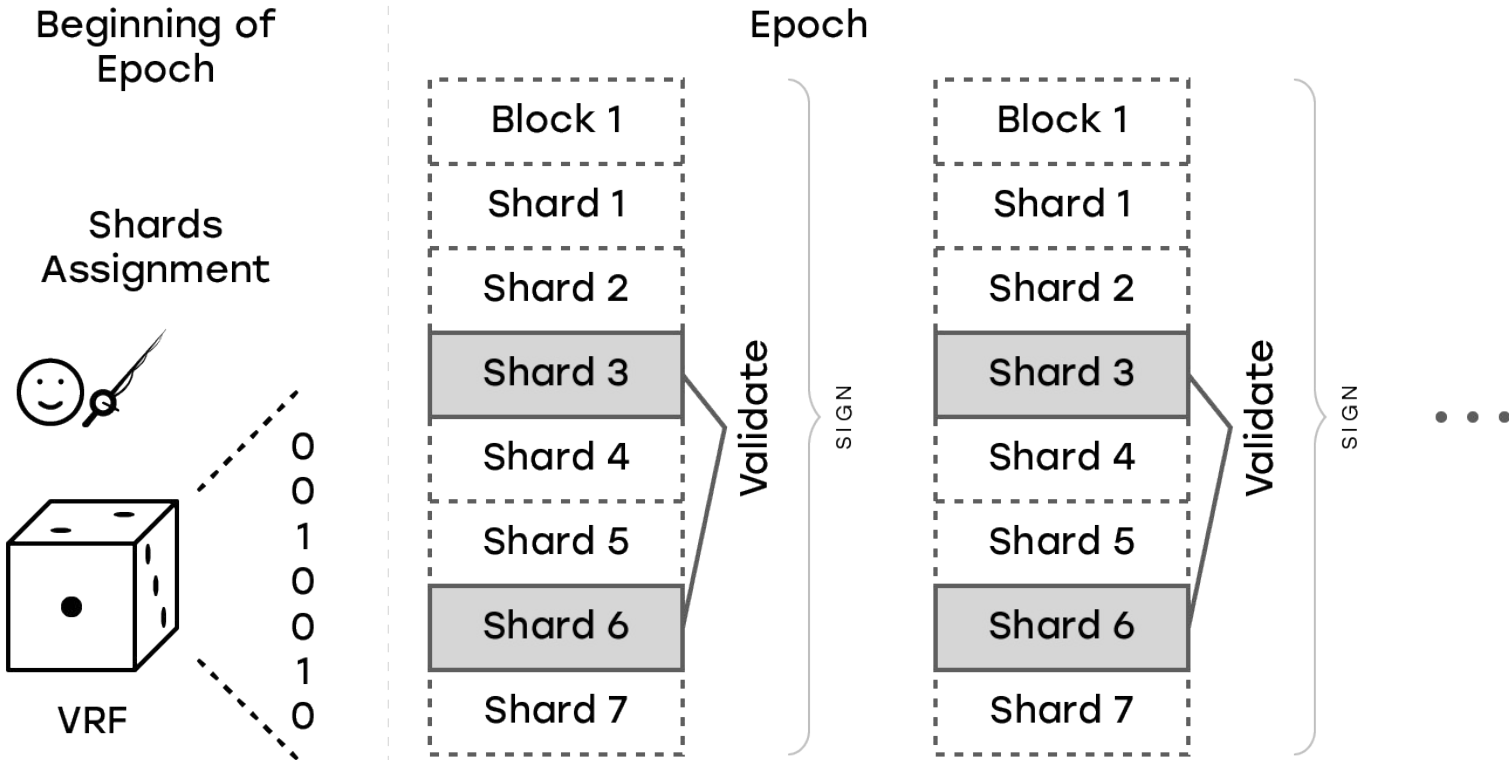 Beginning of
Epoch
Shards
Assignment
0
0
1
0
0
1
0
VRF
Epoch
Block 1
Shard 1
Shard 2
Shard 3
Shard 4
Shard 5
Shard 6
Shard 7
Validate
SIGN
Block 1
Shard 1
Shard 2
Shard 3
Shard 4
Shard 5
Shard 6
Shard 7
Validate
SIGN